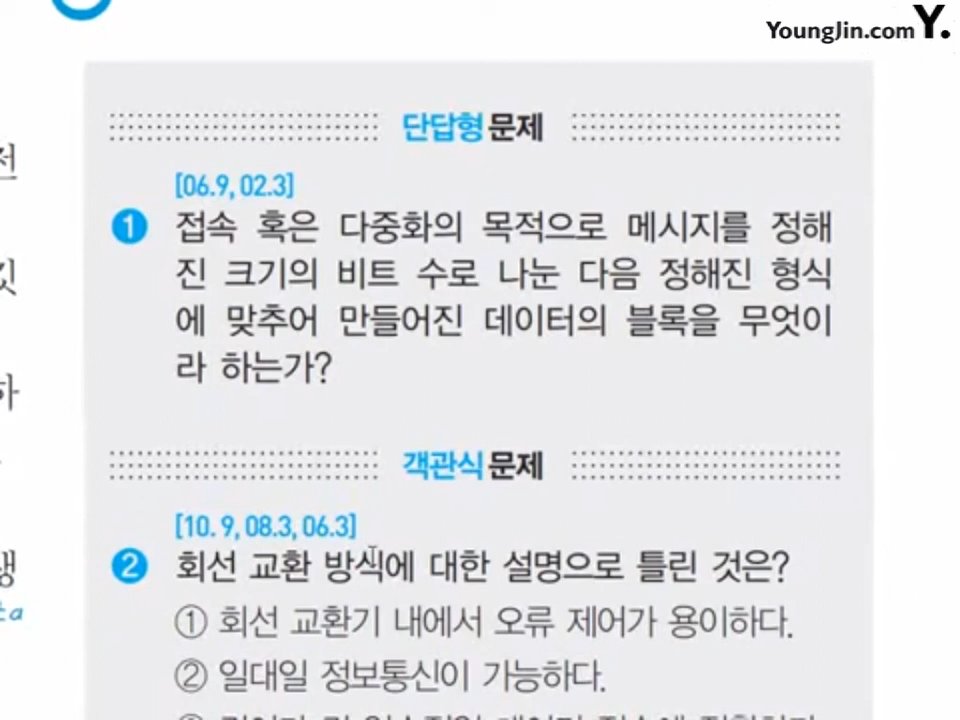 YoungJin.com Y.
단답형 문제
[06.9, 02.3]
1 접속 혹은 다중화의 목적으로 메시지를 정해
진 크기의 비트 수로 나눈 다음 정해진 형식
에 맞추어 만들어진 데이터의 블록을 무엇이
라 하는가?
객관식 문제
[10. 9, 08.3, 06.3]
2 회선 교환 방식에 대한 설명으로 틀린 것은?
① 회선 교환기 내에서 오류 제어가 용이하다.
② 일대일 정보통신이 가능하다.